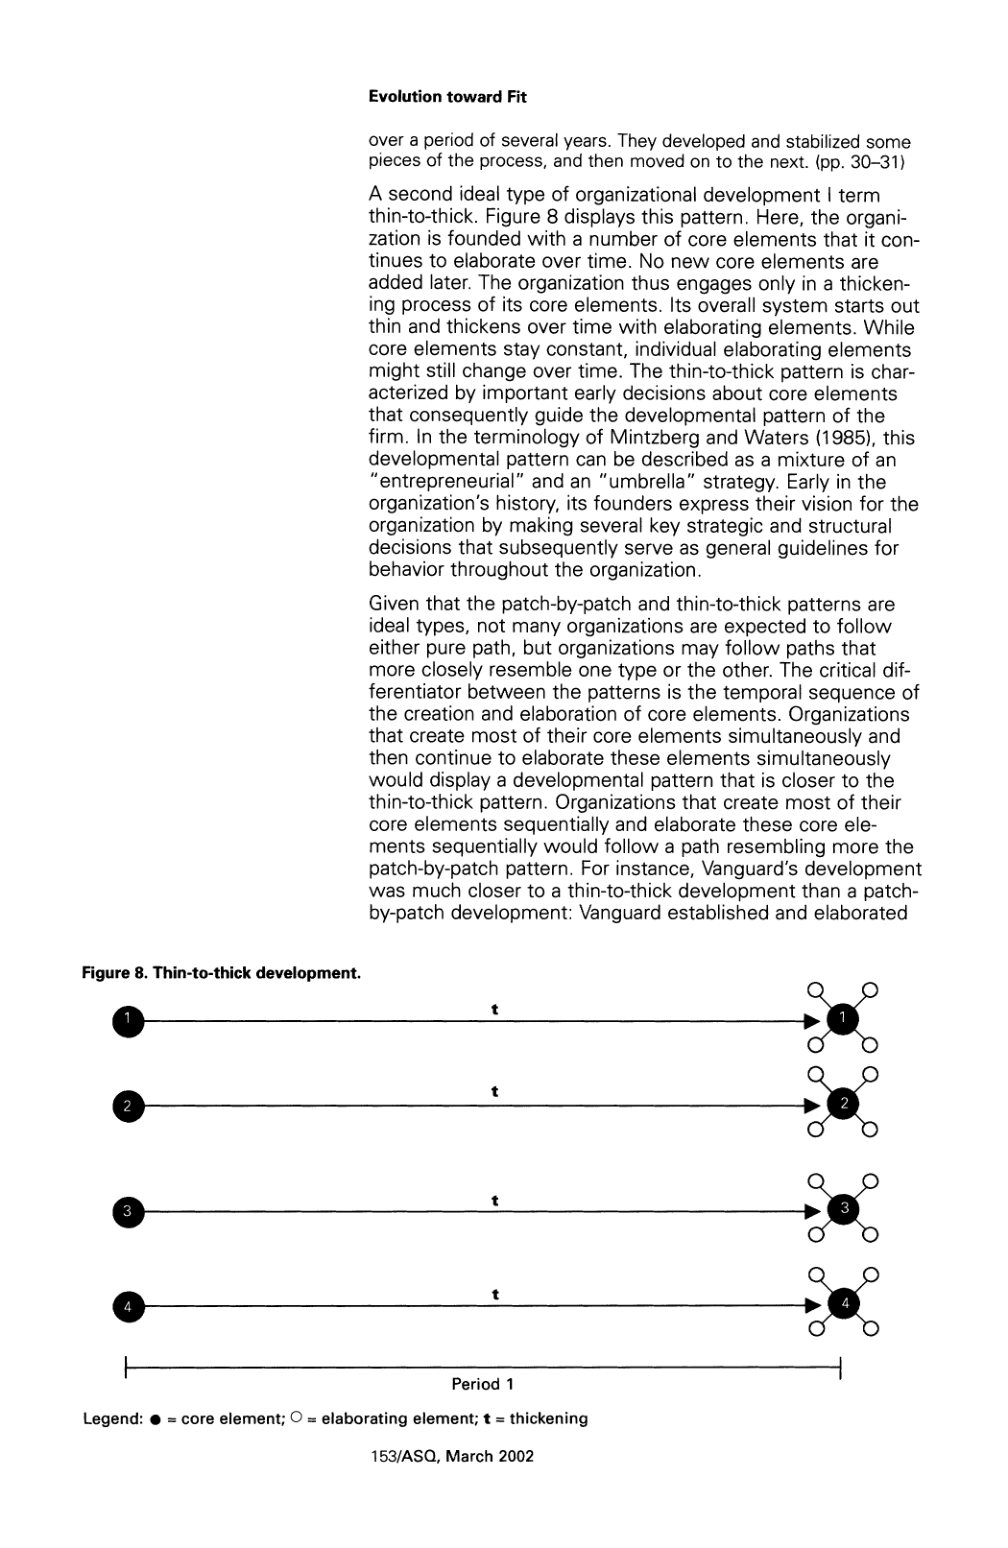 Evolution toward Fit
over a period of several years. They developed and stabilized some
pieces of the process, and then moved on to the next. (pp. 30–31)
A second ideal type of organizational development I term
thin-to-thick. Figure 8 displays this pattern. Here, the organi-
zation is founded with a number of core elements that it con-
tinues to elaborate over time. No new core elements are
added later. The organization thus engages only in a thicken-
ing process of its core elements. Its overall system starts out
thin and thickens over time with elaborating elements. While
core elements stay constant, individual elaborating elements
might still change over time. The thin-to-thick pattern is char-
acterized by important early decisions about core elements
that consequently guide the developmental pattern of the
firm. In the terminology of Mintzberg and Waters (1985), this
developmental pattern can be described as a mixture of an
"entrepreneurial" and an "umbrella" strategy. Early in the
organization's history, its founders express their vision for the
organization by making several key strategic and structural
decisions that subsequently serve as general guidelines for
behavior throughout the organization.
Given that the patch-by-patch and thin-to-thick patterns are
ideal types, not many organizations are expected to follow
either pure path, but organizations may follow paths that
more closely resemble one type or the other. The critical dif-
ferentiator between the patterns is the temporal sequence of
the creation and elaboration of core elements. Organizations
that create most of their core elements simultaneously and
then continue to elaborate these elements simultaneously
would display a developmental pattern that is closer to the
thin-to-thick pattern. Organizations that create most of their
core elements sequentially and elaborate these core ele-
ments sequentially would follow a path resembling more the
patch-by-patch pattern. For instance, Vanguard's development
was much closer to a thin-to-thick development than a patch-
by-patch development: Vanguard established and elaborated
Figure 8. Thin-to-thick development.
1 t 1
2 t 2
3 t 3
4 t 4
Period 1
Legend: ● = core element; ○ = elaborating element; t = thickening
153/ASQ, March 2002